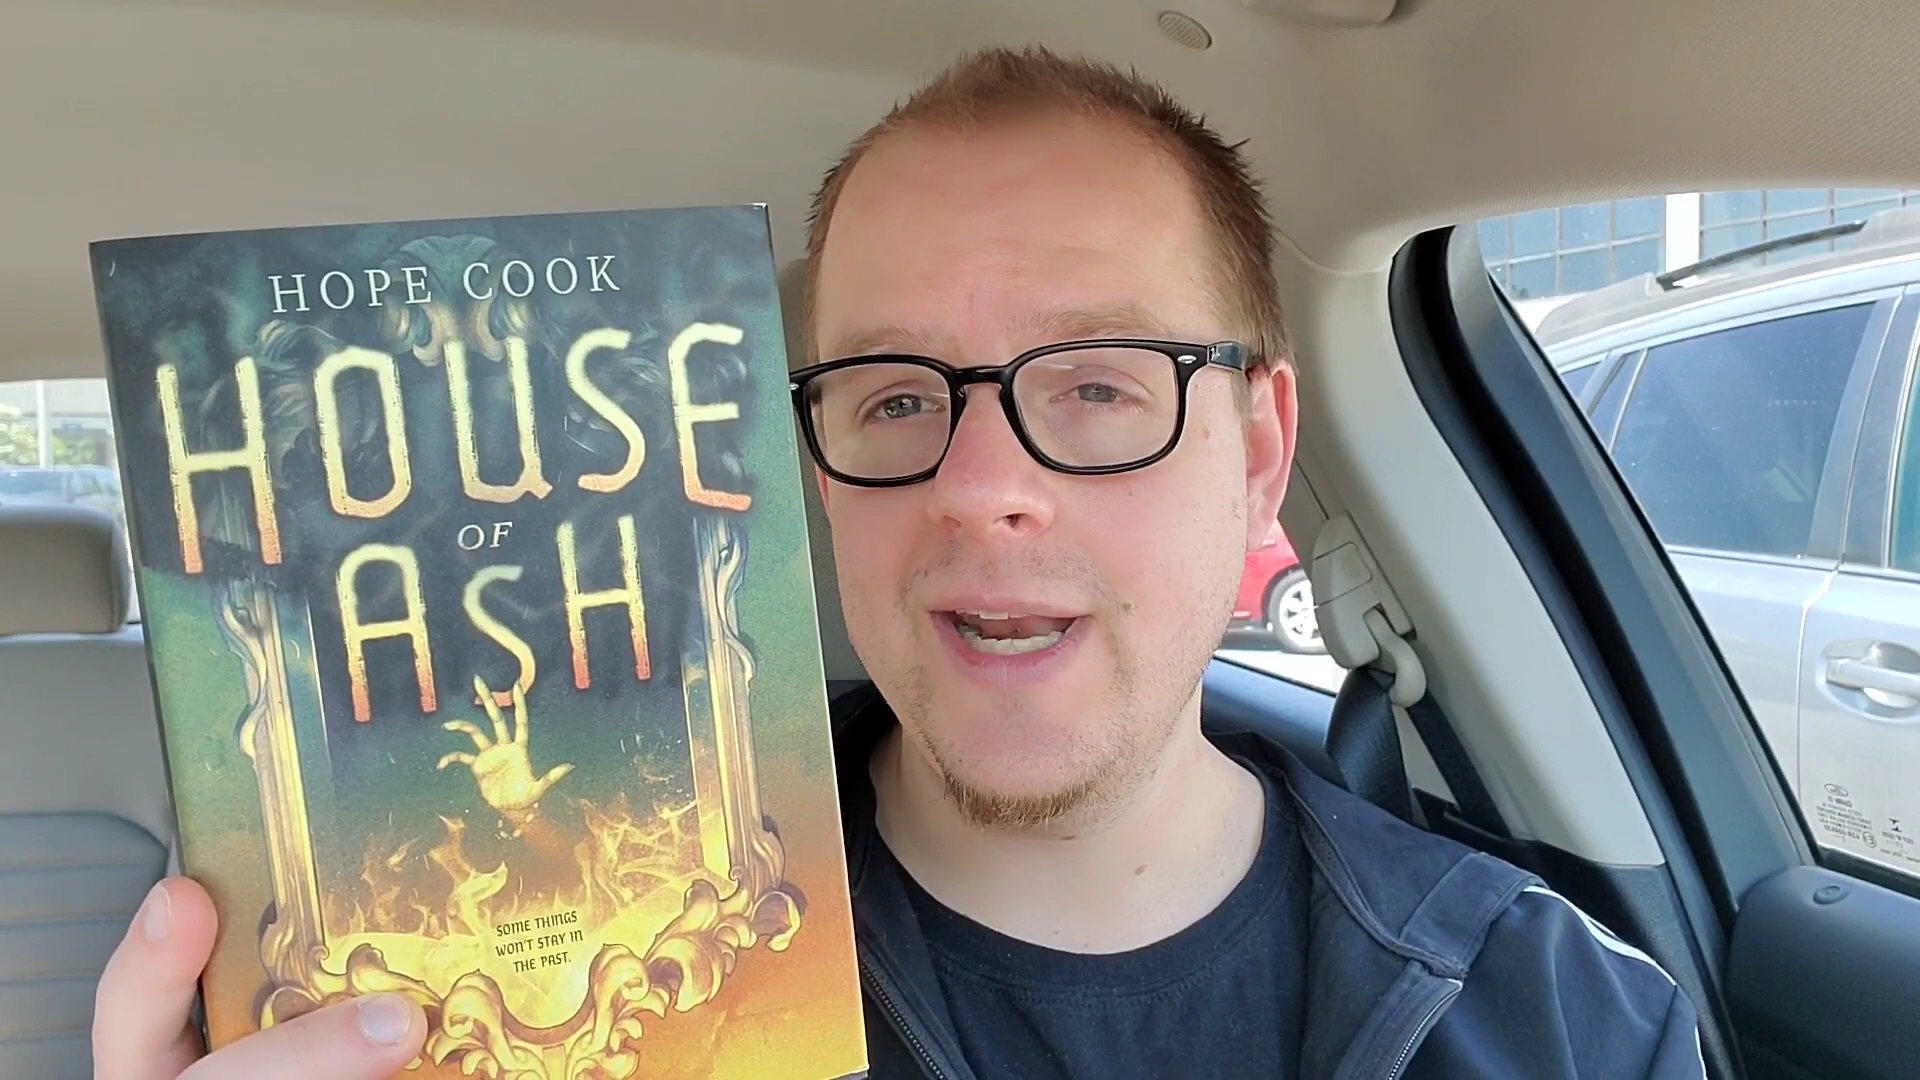 HOPE COOK
HOUSE
OF
ASH
SOME THINGS
WON'T STAY IN
THE PAST.